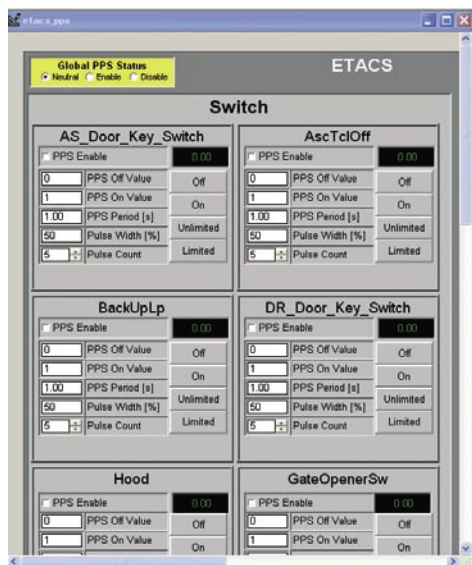 etacs_pps
Global PPS Status
Neutral Enable Disable
ETACS
Switch
AS_Door_Key_Switch
PPS Enable 0.00
0 PPS Off Value Off
1 PPS On Value On
1.00 PPS Period [s]
50 Pulse Width [%] Unlimited
5 Pulse Count Limited
AscTclOff
PPS Enable 0.00
0 PPS Off Value Off
1 PPS On Value On
1.00 PPS Period [s]
50 Pulse Width [%] Unlimited
5 Pulse Count Limited
BackUpLp
PPS Enable 0.00
0 PPS Off Value Off
1 PPS On Value On
1.00 PPS Period [s]
50 Pulse Width [%] Unlimited
5 Pulse Count Limited
DR_Door_Key_Switch
PPS Enable 0.00
0 PPS Off Value Off
1 PPS On Value On
1.00 PPS Period [s]
50 Pulse Width [%] Unlimited
5 Pulse Count Limited
Hood
PPS Enable 0.00
0 PPS Off Value Off
1 PPS On Value On
GateOpenerSw
PPS Enable 0.00
0 PPS Off Value Off
1 PPS On Value On